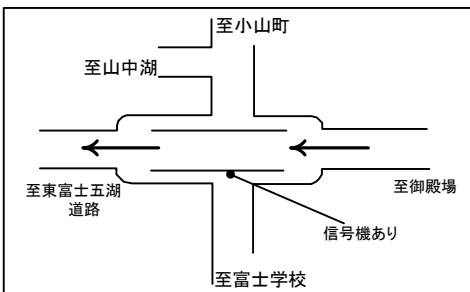 至小山町
至山中湖
至東富士五湖
道路
至御殿場
信号機あり
至富士学校